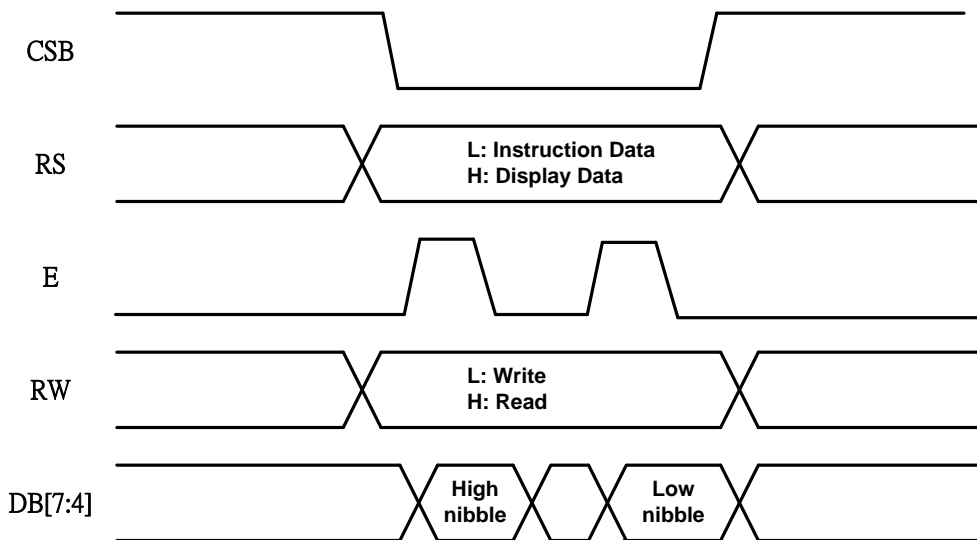 CSB
RS
L: Instruction Data
H: Display Data
E
RW
L: Write
H: Read
DB[7:4]
High
nibble
Low
nibble